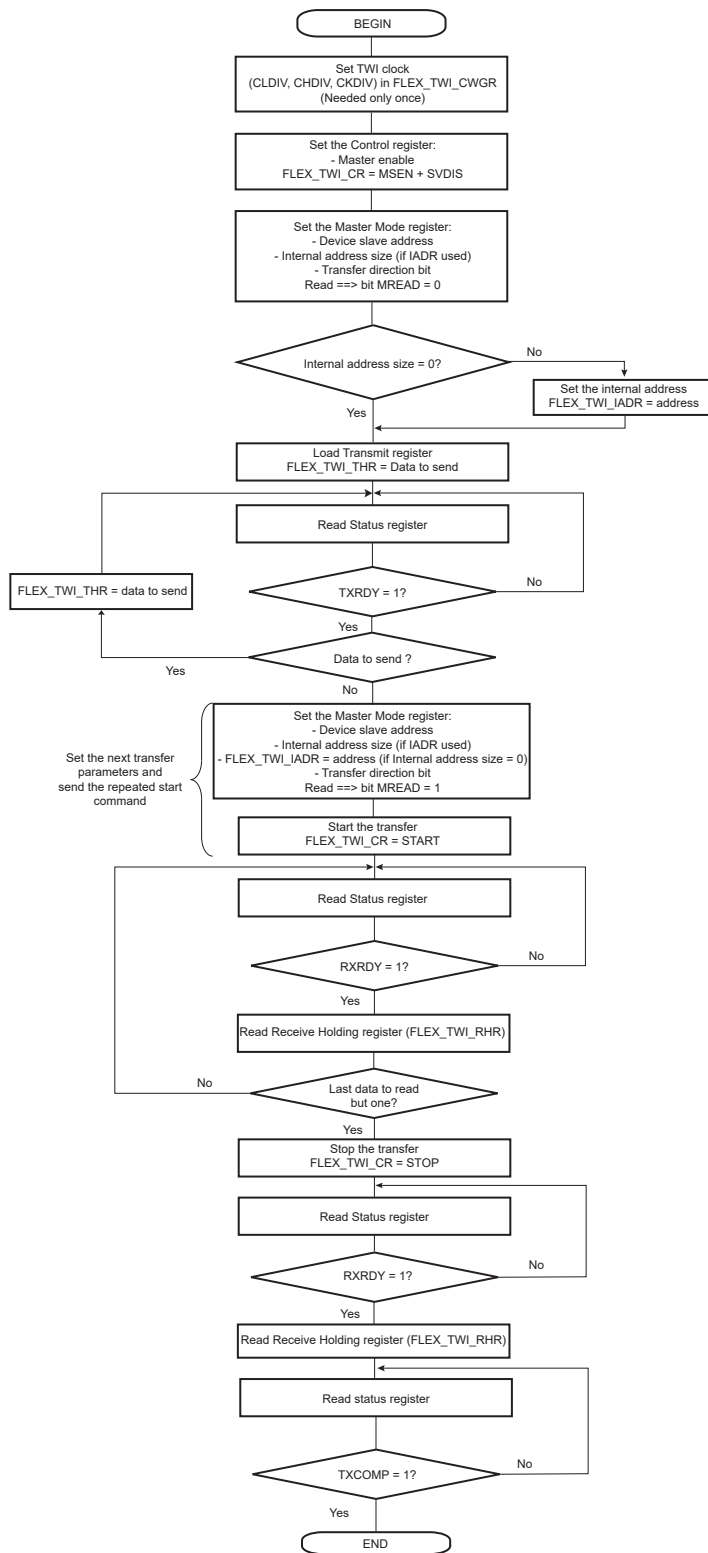 BEGIN
Set TWI clock
(CLDIV, CHDIV, CKDIV) in FLEX_TWI_CWGR
(Needed only once)
Set the Control register:
- Master enable
FLEX_TWI_CR = MSEN + SVDIS
Set the Master Mode register:
- Device slave address
- Internal address size (if IADR used)
- Transfer direction bit
Read ==> bit MREAD = 0
Internal address size = 0?
No
Set the internal address
FLEX_TWI_IADR = address
Yes
Load Transmit register
FLEX_TWI_THR = Data to send
Read Status register
FLEX_TWI_THR = data to send
TXRDY = 1?
No
Yes
Data to send ?
Yes
No
Set the next transfer
parameters and
send the repeated start
command
Set the Master Mode register:
- Device slave address
- Internal address size (if IADR used)
- FLEX_TWI_IADR = address (if Internal address size = 0)
- Transfer direction bit
Read ==> bit MREAD = 1
Start the transfer
FLEX_TWI_CR = START
Read Status register
RXRDY = 1?
No
Yes
Read Receive Holding register (FLEX_TWI_RHR)
No
Last data to read
but one?
Yes
Stop the transfer
FLEX_TWI_CR = STOP
Read Status register
RXRDY = 1?
No
Yes
Read Receive Holding register (FLEX_TWI_RHR)
Read status register
TXCOMP = 1?
No
Yes
END